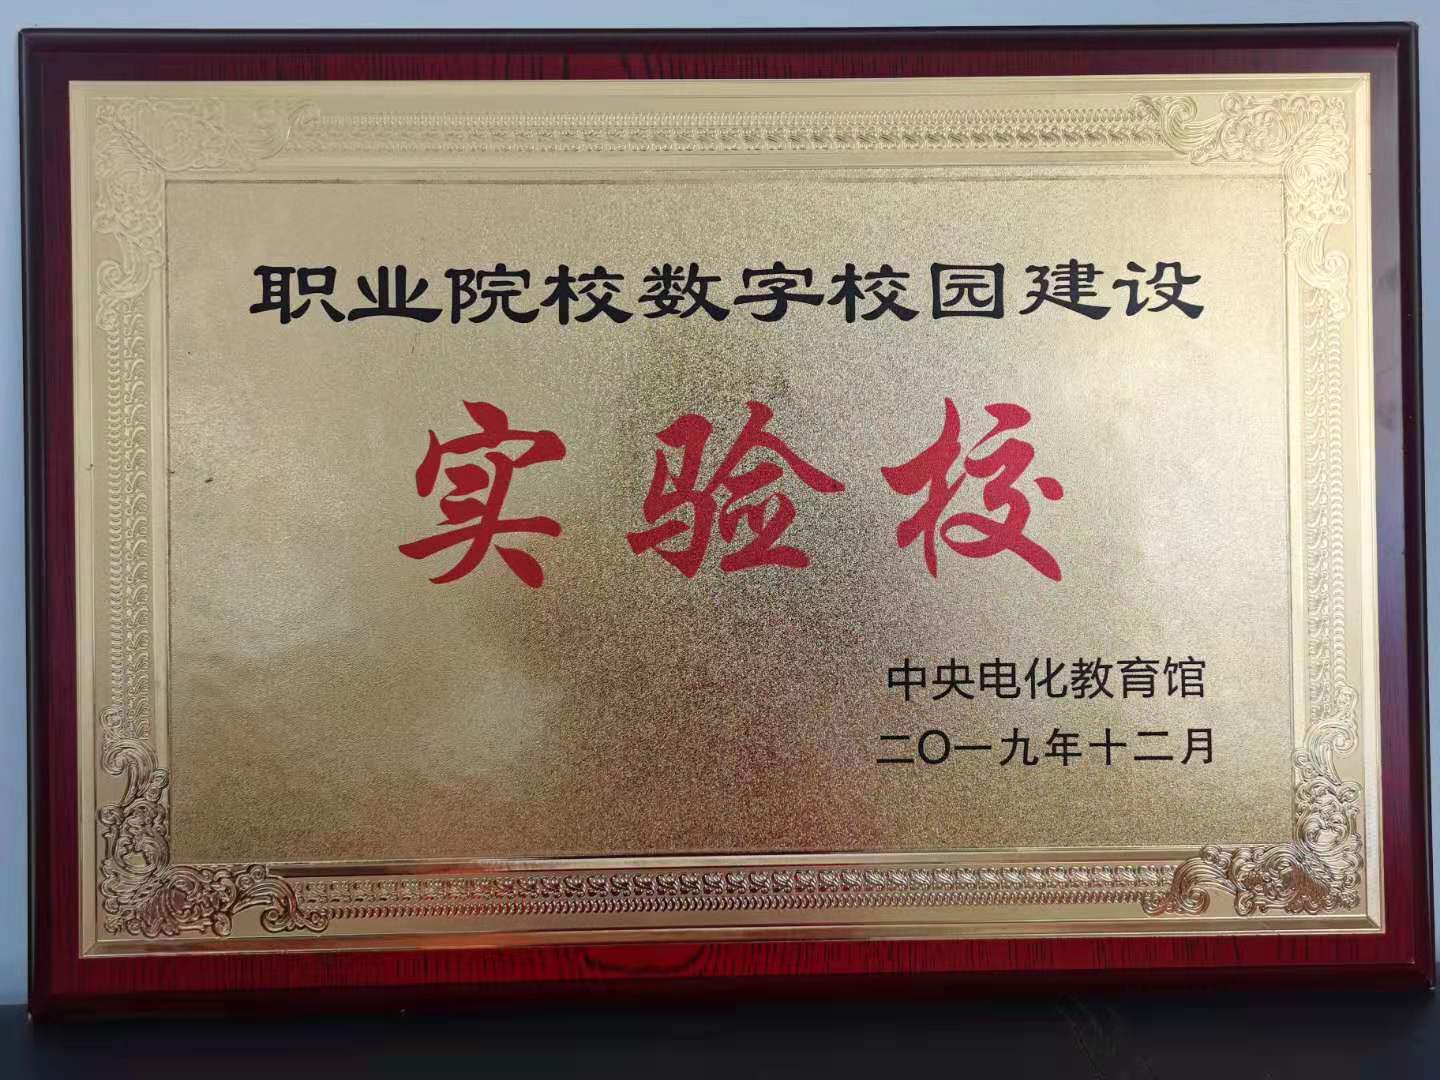 职业院校数字校园建设
实验校
中央电化教育馆
二〇一九年十二月